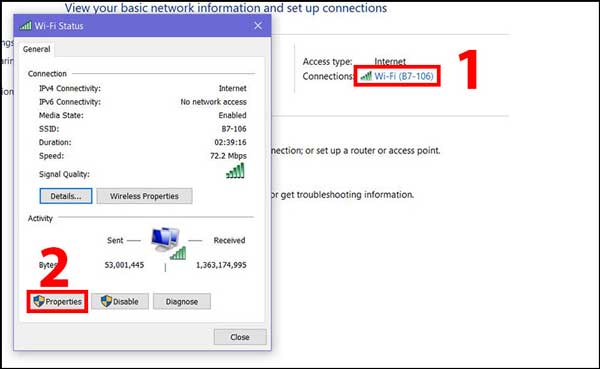 View your basic network information and set up connections
Wi-Fi Status
General
Connection
IPv4 Connectivity: Internet
IPv6 Connectivity: No network access
Media State: Enabled
SSID: B7-106
Duration: 02:39:16
Speed: 72.2 Mbps
Signal Quality:
Details... Wireless Properties
Activity
Sent Received
Bytes 53,001,445 1,363,174,995
2
Properties Disable Diagnose
Close
Access type: Internet
Connections: Wi-Fi (B7-106)
1
nection; or set up a router or access point.
or get troubleshooting information.